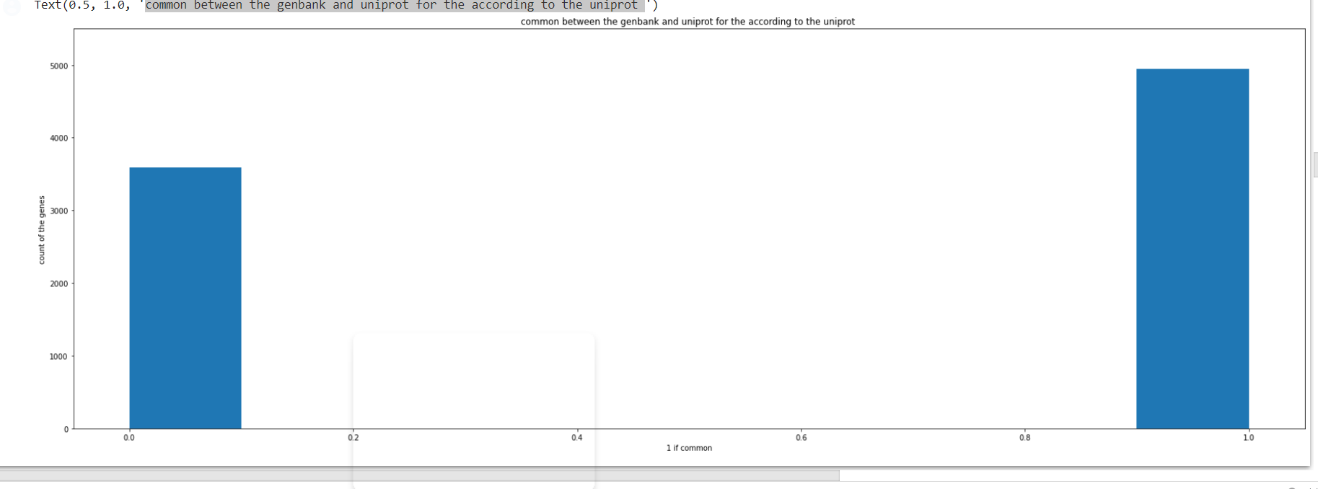 Text(0.5, 1.0, 'common between the genbank and uniprot for the according to the uniprot ')
common between the genbank and uniprot for the according to the uniprot
5000
4000
3000
2000
1000
0
count of the genes
0.0 0.2 0.4 0.6 0.8 1.0
1 if common